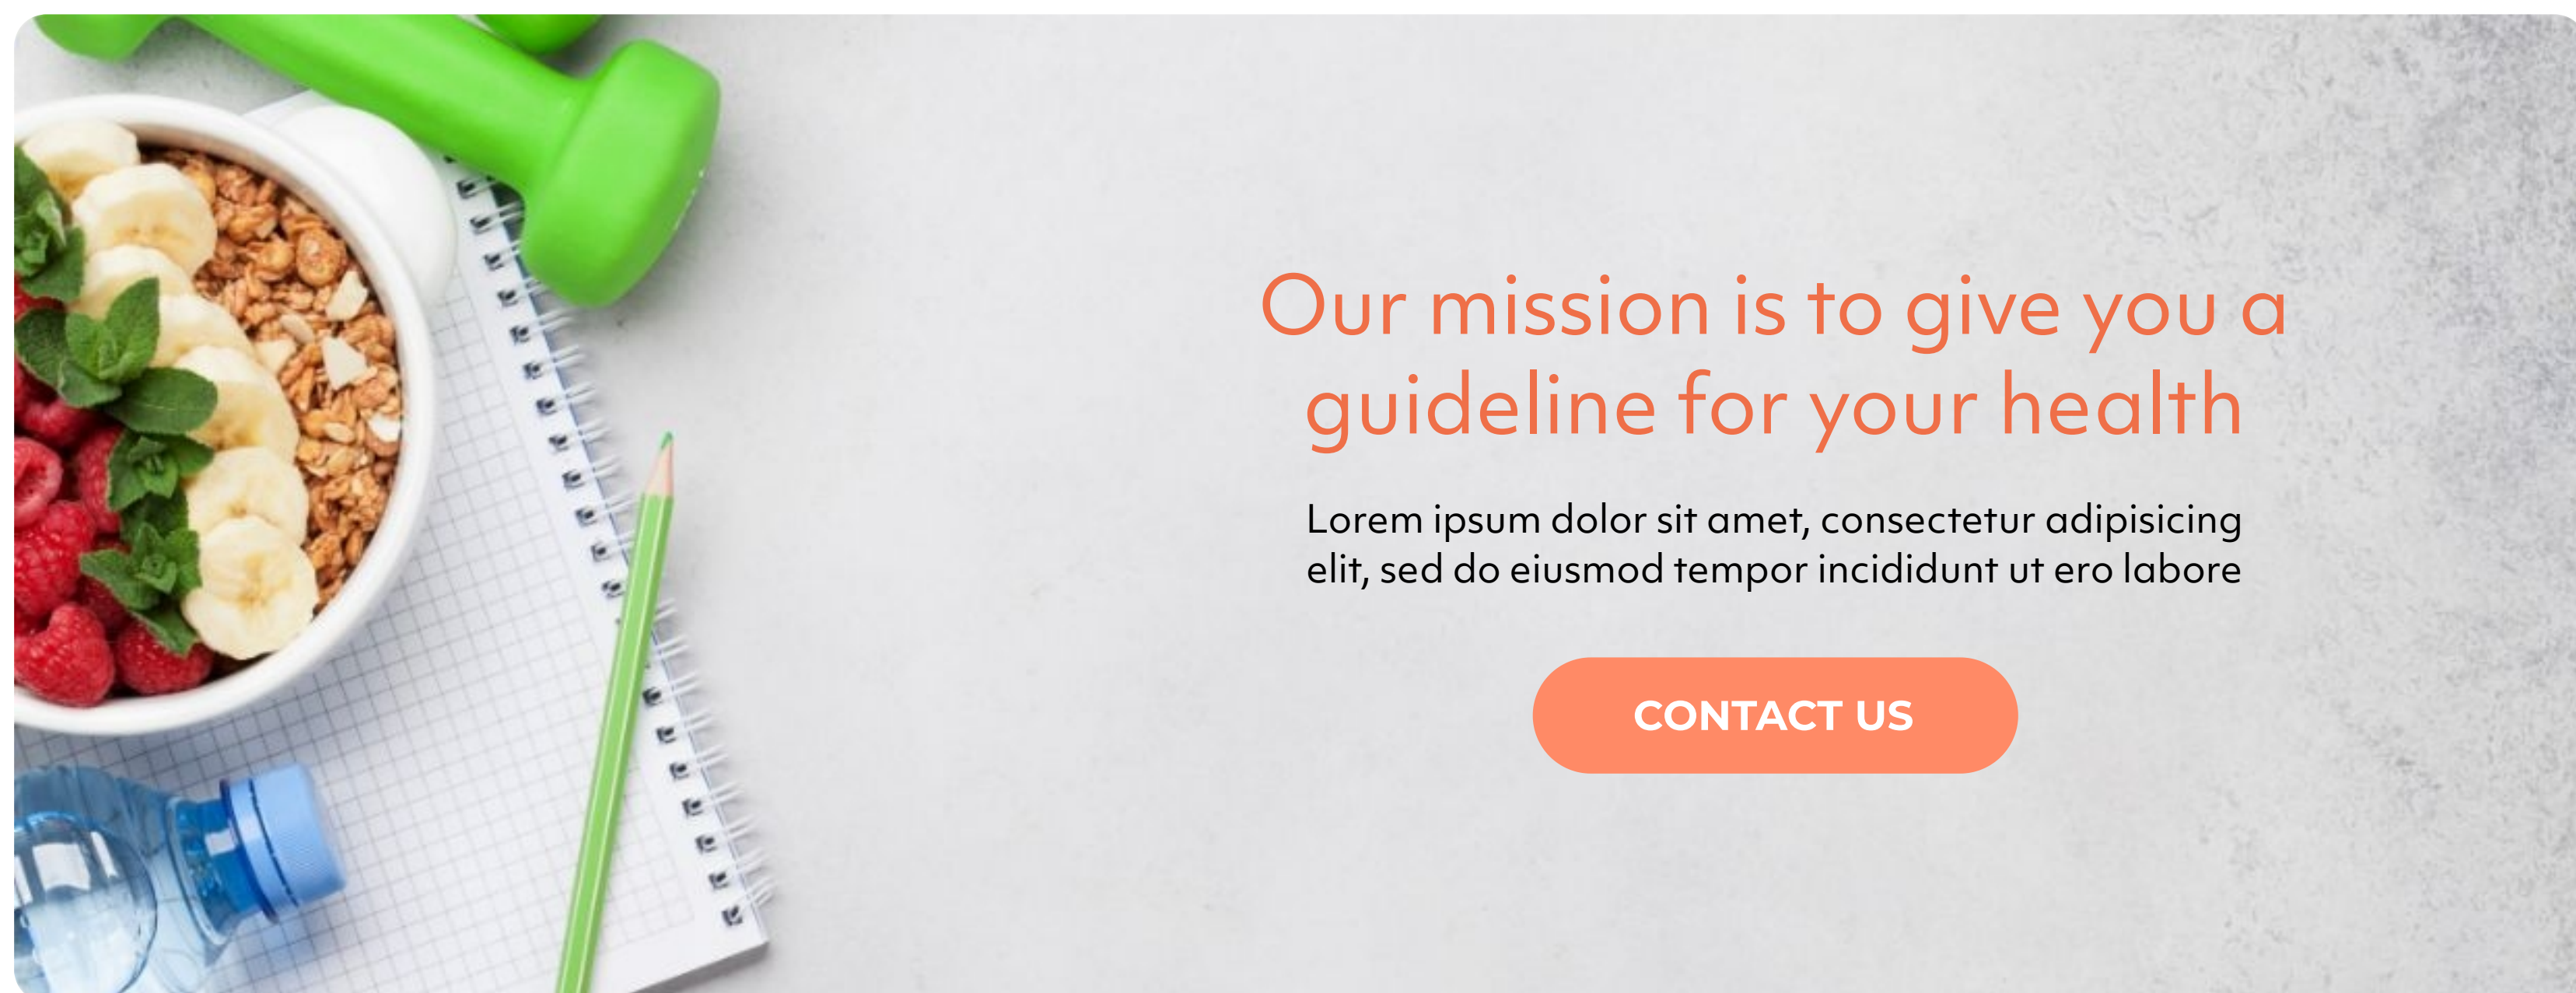 Our mission is to give you a
guideline for your health
Lorem ipsum dolor sit amet, consectetur adipisicing
elit, sed do eiusmod tempor incididunt ut ero labore
CONTACT US